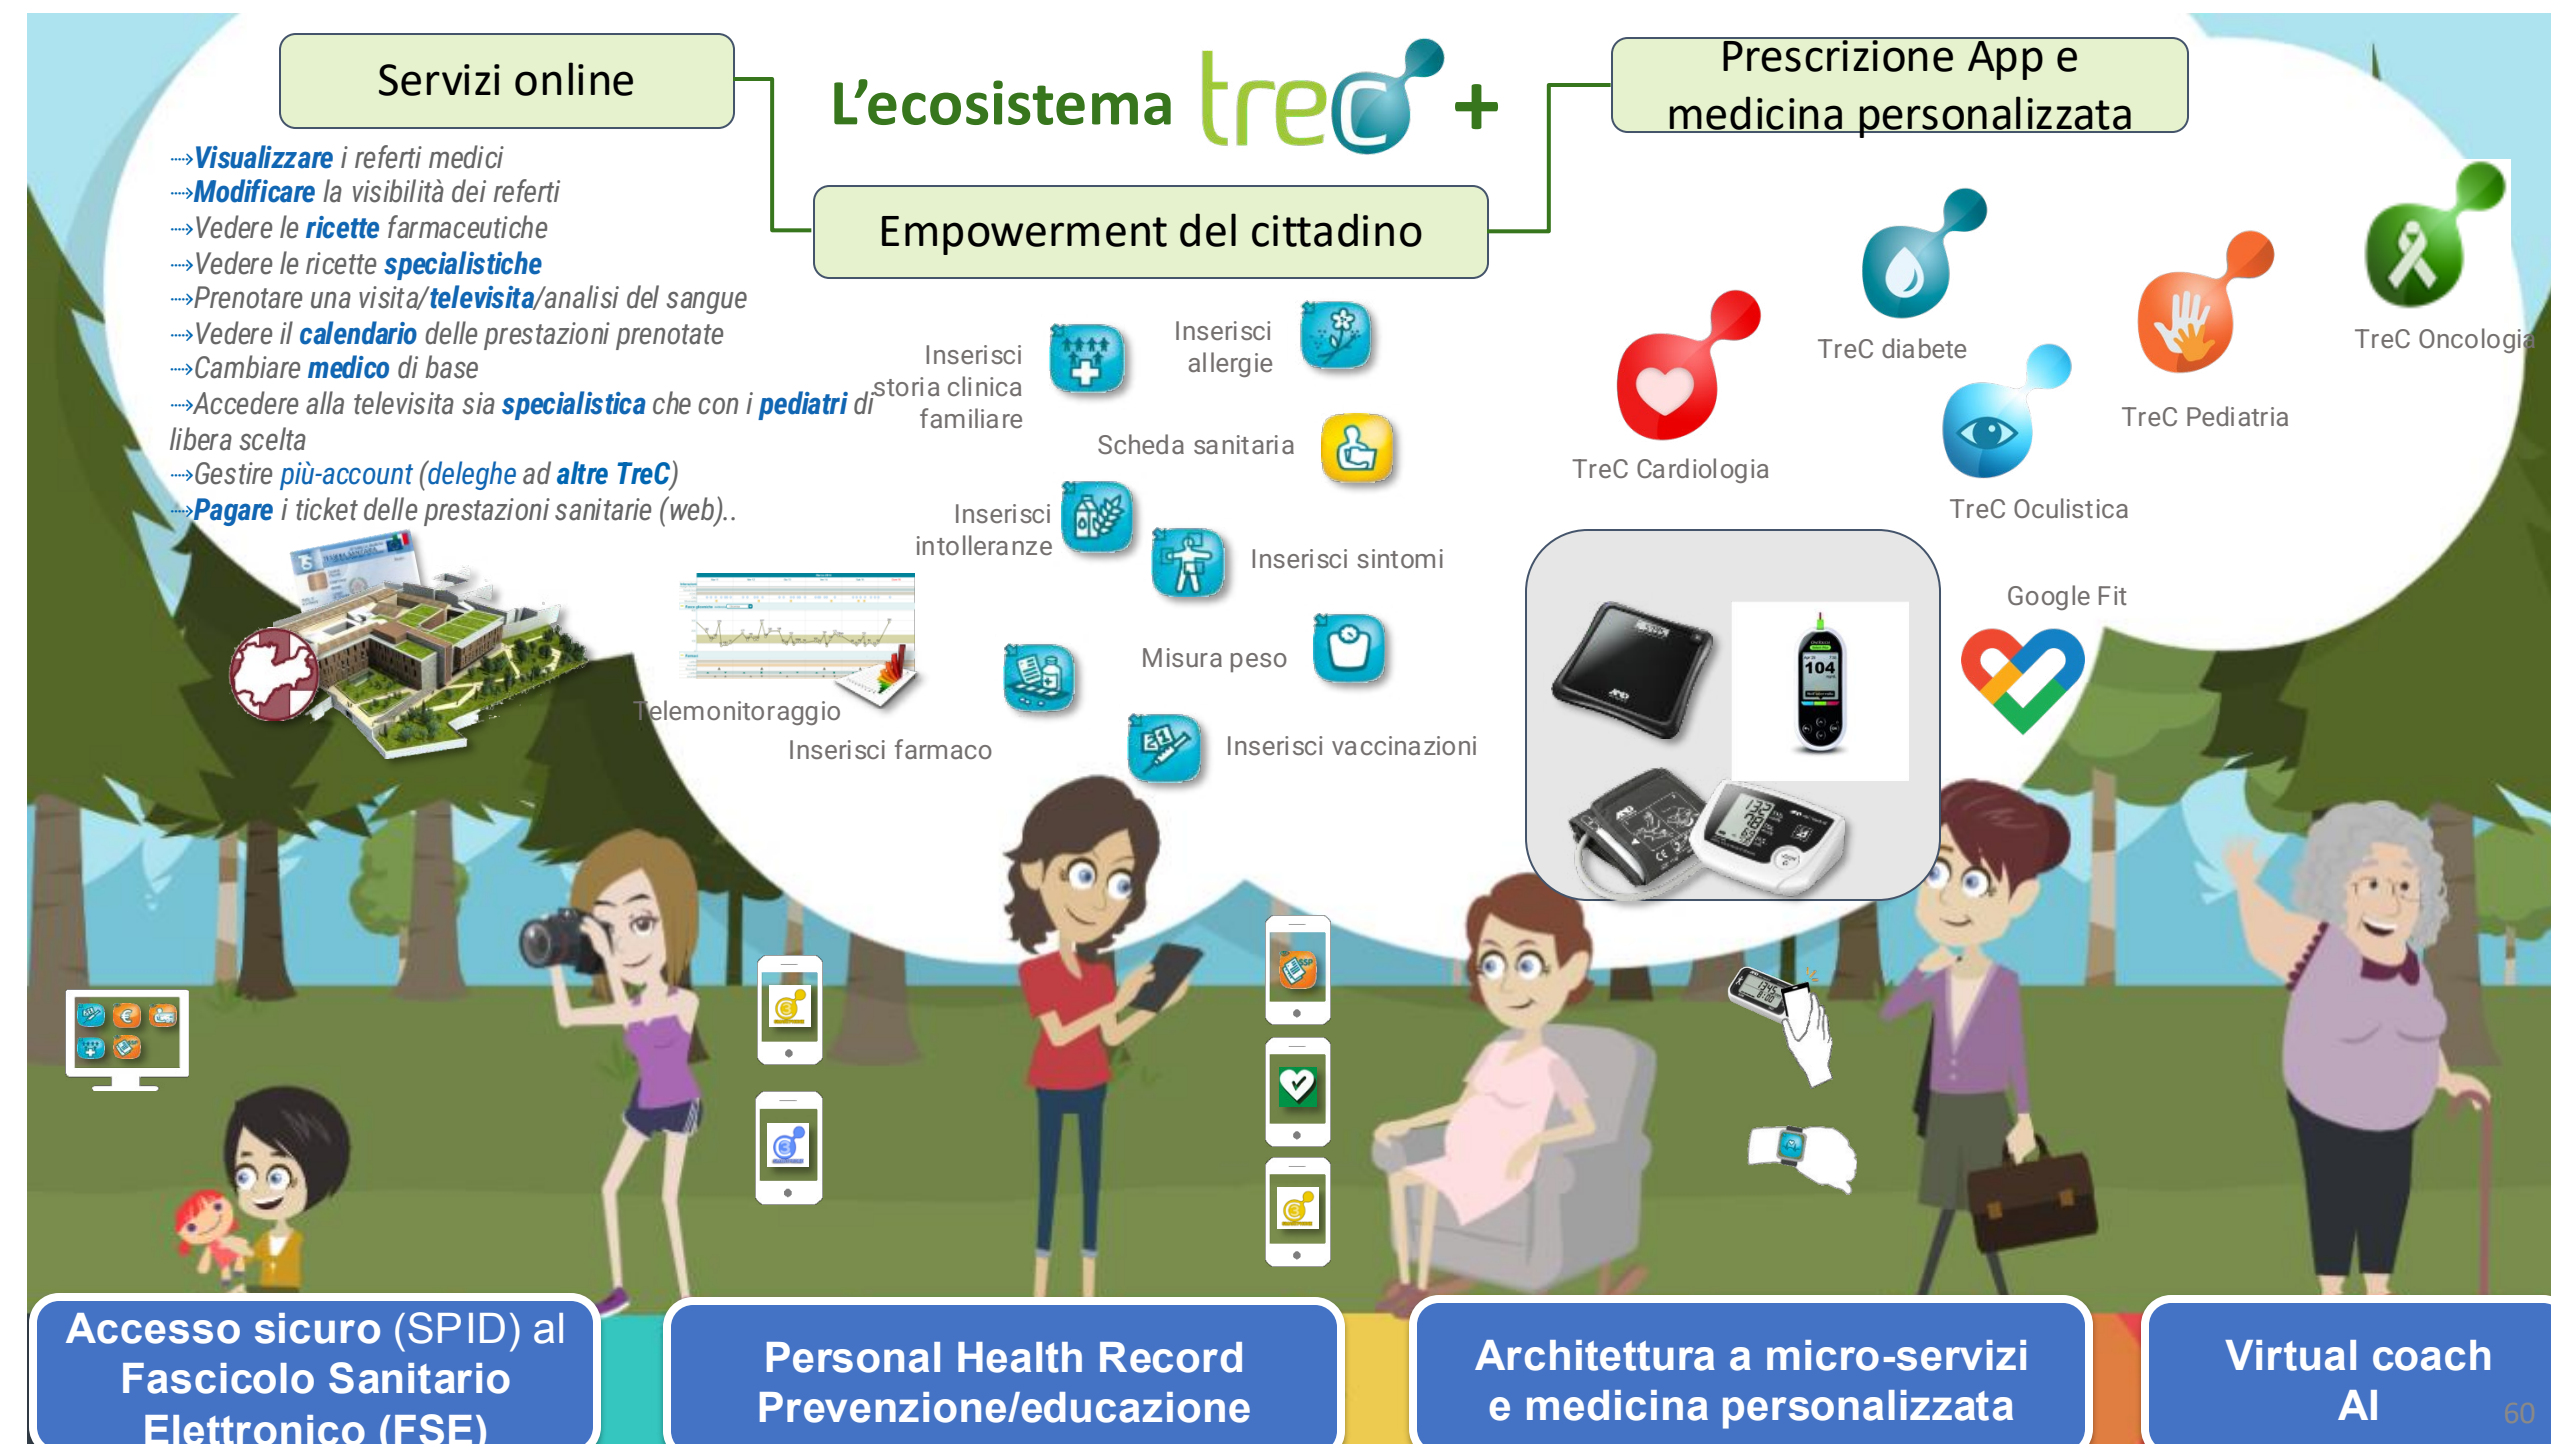 Servizi online
L'ecosistema treC +
Prescrizione App e
medicina personalizzata
Empowerment del cittadino
Visualizzare i referti medici
Modificare la visibilità dei referti
Vedere le ricette farmaceutiche
Vedere le ricette specialistiche
Prenotare una visita/televisita/analisi del sangue
Vedere il calendario delle prestazioni prenotate
Cambiare medico di base
Accedere alla televisita sia specialistica che con i pediatri di
libera scelta
Gestire più-account (deleghe ad altre TreC)
Pagare i ticket delle prestazioni sanitarie (web)..
Telemonitoraggio
Inserisci
storia clinica
familiare
Inserisci
allergie
Scheda sanitaria
Inserisci
intolleranze
Inserisci sintomi
Misura peso
Inserisci farmaco
Inserisci vaccinazioni
TreC Cardiologia
TreC diabete
TreC Oculistica
TreC Pediatria
TreC Oncologia
104
Google Fit
Accesso sicuro (SPID) al
Fascicolo Sanitario
Elettronico (FSE)
Personal Health Record
Prevenzione/educazione
Architettura a micro-servizi
e medicina personalizzata
Virtual coach
AI
60